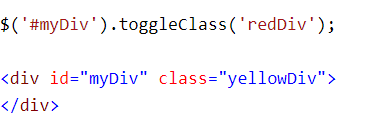 $('#myDiv').toggleClass('redDiv');
<div id="myDiv" class="yellowDiv">
</div>